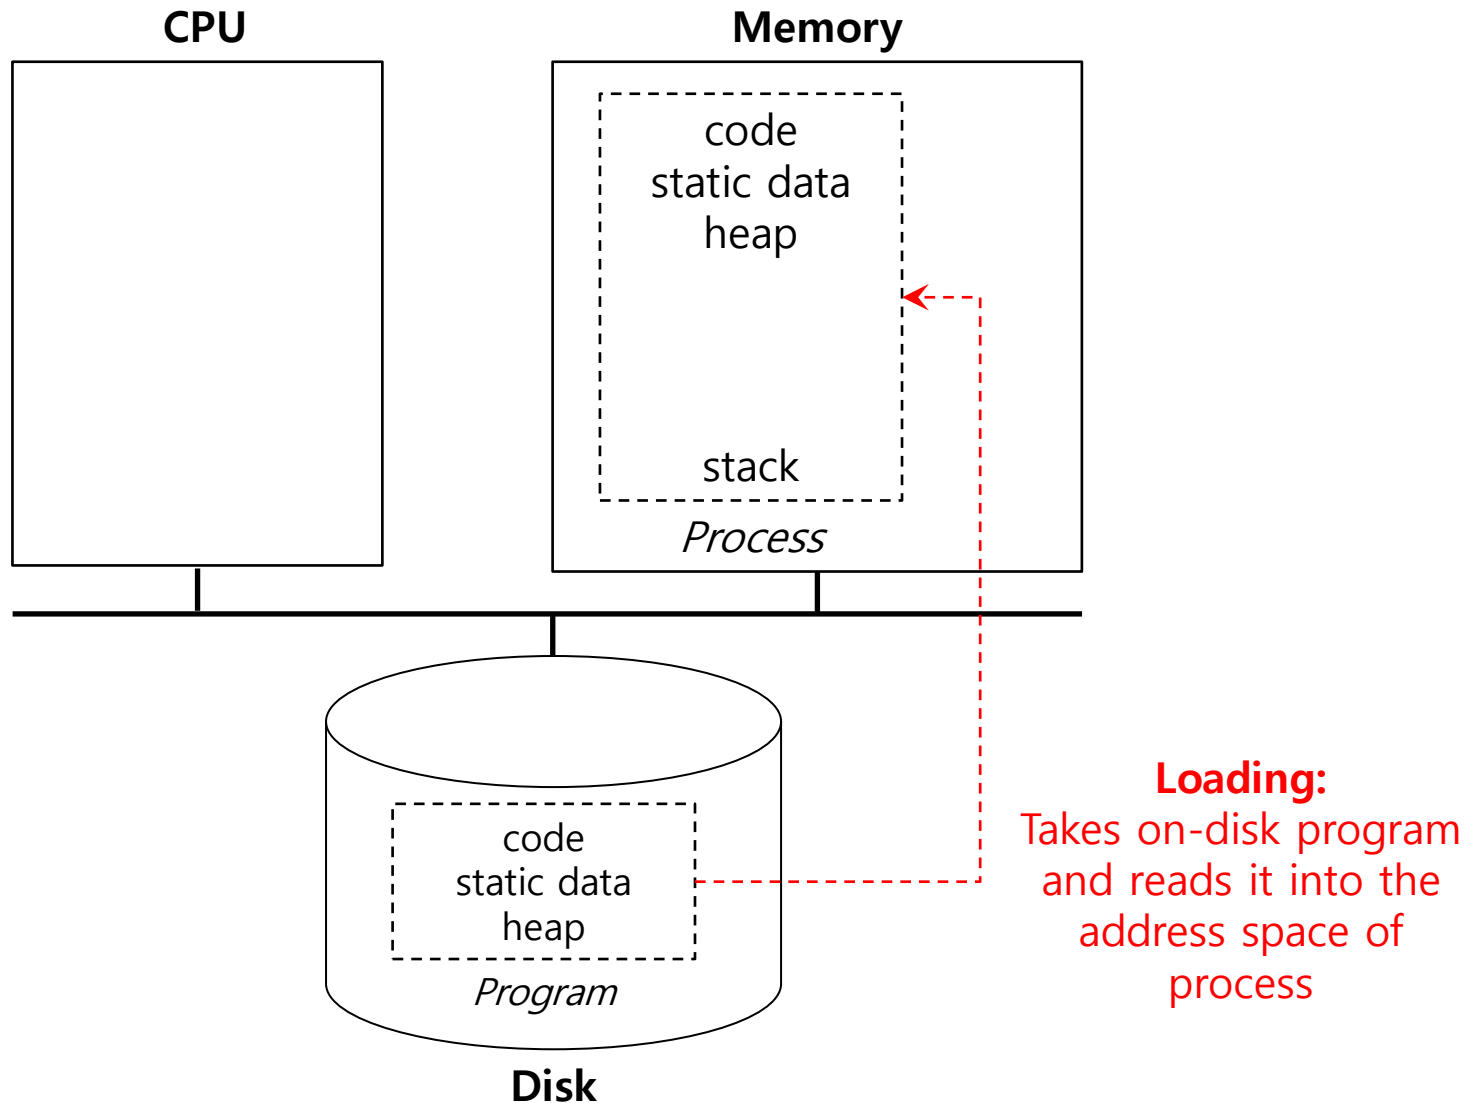 CPU
Memory
code
static data
heap
stack
Process
code
static data
heap
Program
Disk
Loading:
Takes on-disk program
and reads it into the
address space of
process